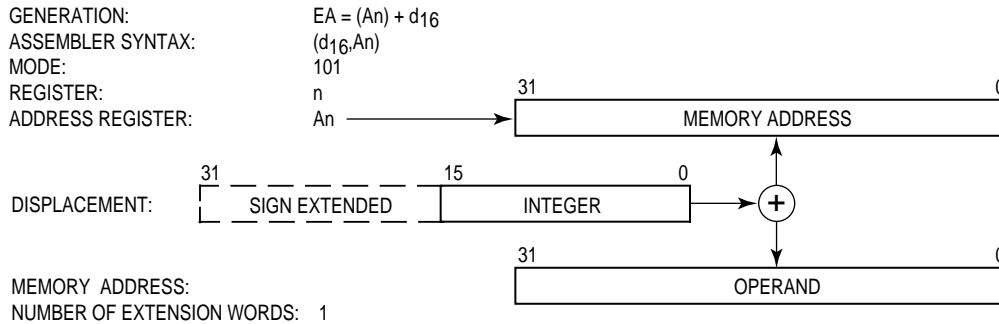 GENERATION: EA = (An) + d16
ASSEMBLER SYNTAX: (d16,An)
MODE: 101
REGISTER: n
31 0
ADDRESS REGISTER: An MEMORY ADDRESS
31 15 0
DISPLACEMENT: SIGN EXTENDED INTEGER +
31 0
MEMORY ADDRESS: OPERAND
NUMBER OF EXTENSION WORDS: 1